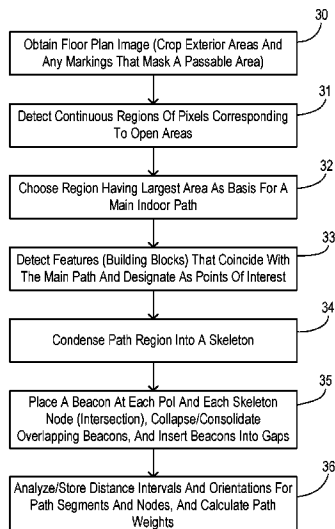 30
Obtain Floor Plan Image (Crop Exterior Areas And
Any Markings That Mask A Passable Area)
31
Detect Continuous Regions Of Pixels Corresponding
To Open Areas
32
Choose Region Having Largest Area As Basis For A
Main Indoor Path
33
Detect Features (Building Blocks) That Coincide With
The Main Path And Designate As Points Of Interest
34
Condense Path Region Into A Skeleton
35
Place A Beacon At Each PoI And Each Skeleton
Node (Intersection), Collapse/Consolidate
Overlapping Beacons, And Insert Beacons Into Gaps
36
Analyze/Store Distance Intervals and Orientations For
Path Segments And Nodes, And Calculate Path
Weights